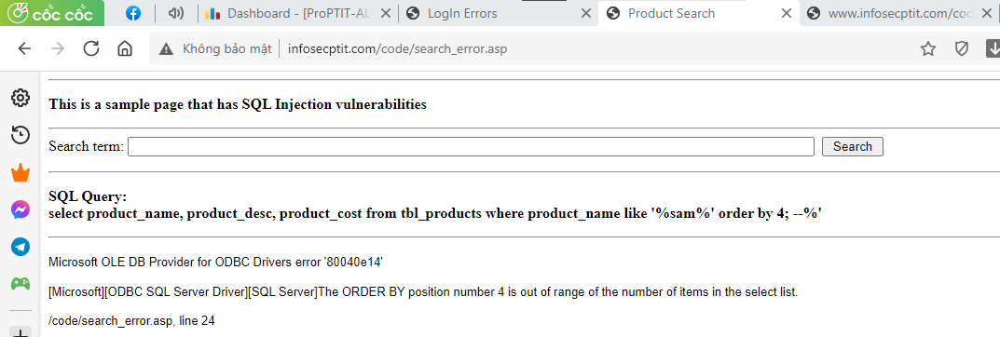 cốc cốc
Dashboard - [ProPTIT-AL
LogIn Errors
Product Search
www.infosecptit.com/cod
Không bảo mật
infosecptit.com/code/search_error.asp
This is a sample page that has SQL Injection vulnerabilities
Search term:
Search
SQL Query:
select product_name, product_desc, product_cost from tbl_products where product_name like '%sam%' order by 4; --%'
Microsoft OLE DB Provider for ODBC Drivers error '80040e14'
[Microsoft][ODBC SQL Server Driver][SQL Server]The ORDER BY position number 4 is out of range of the number of items in the select list.
/code/search_error.asp, line 24